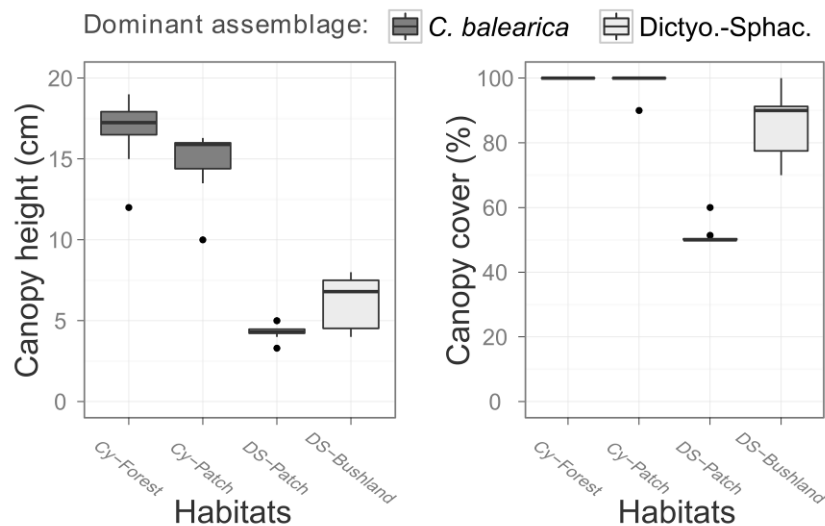 Dominant assemblage: C. balearica Dictyo.-Sphac.
Canopy height (cm)
20
15
10
5
0
Cy-Forest
Cy-Patch
DS-Patch
DS-Bushland
Habitats
Canopy cover (%)
100
80
60
40
20
0
Cy-Forest
Cy-Patch
DS-Patch
DS-Bushland
Habitats